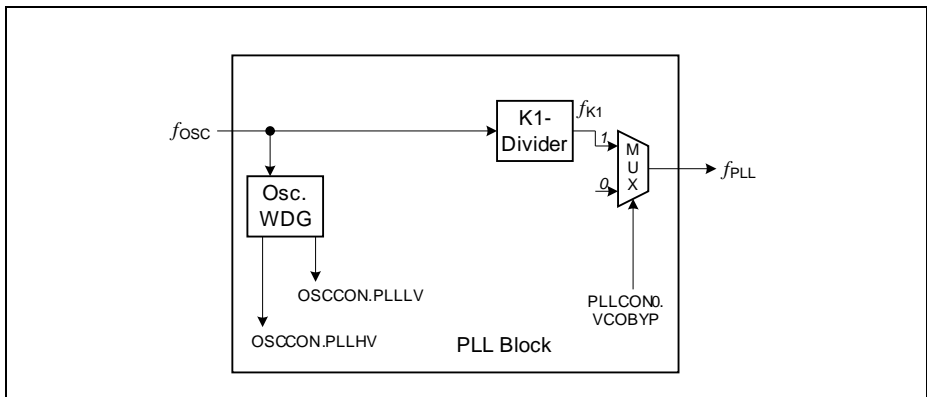 fOSC
K1-
Divider
fK1
1
0
M
U
X
fPLL
Osc.
WDG
OSCCON.PLLLV
OSCCON.PLLHV
PLLCON0.
VCOBYP
PLL Block